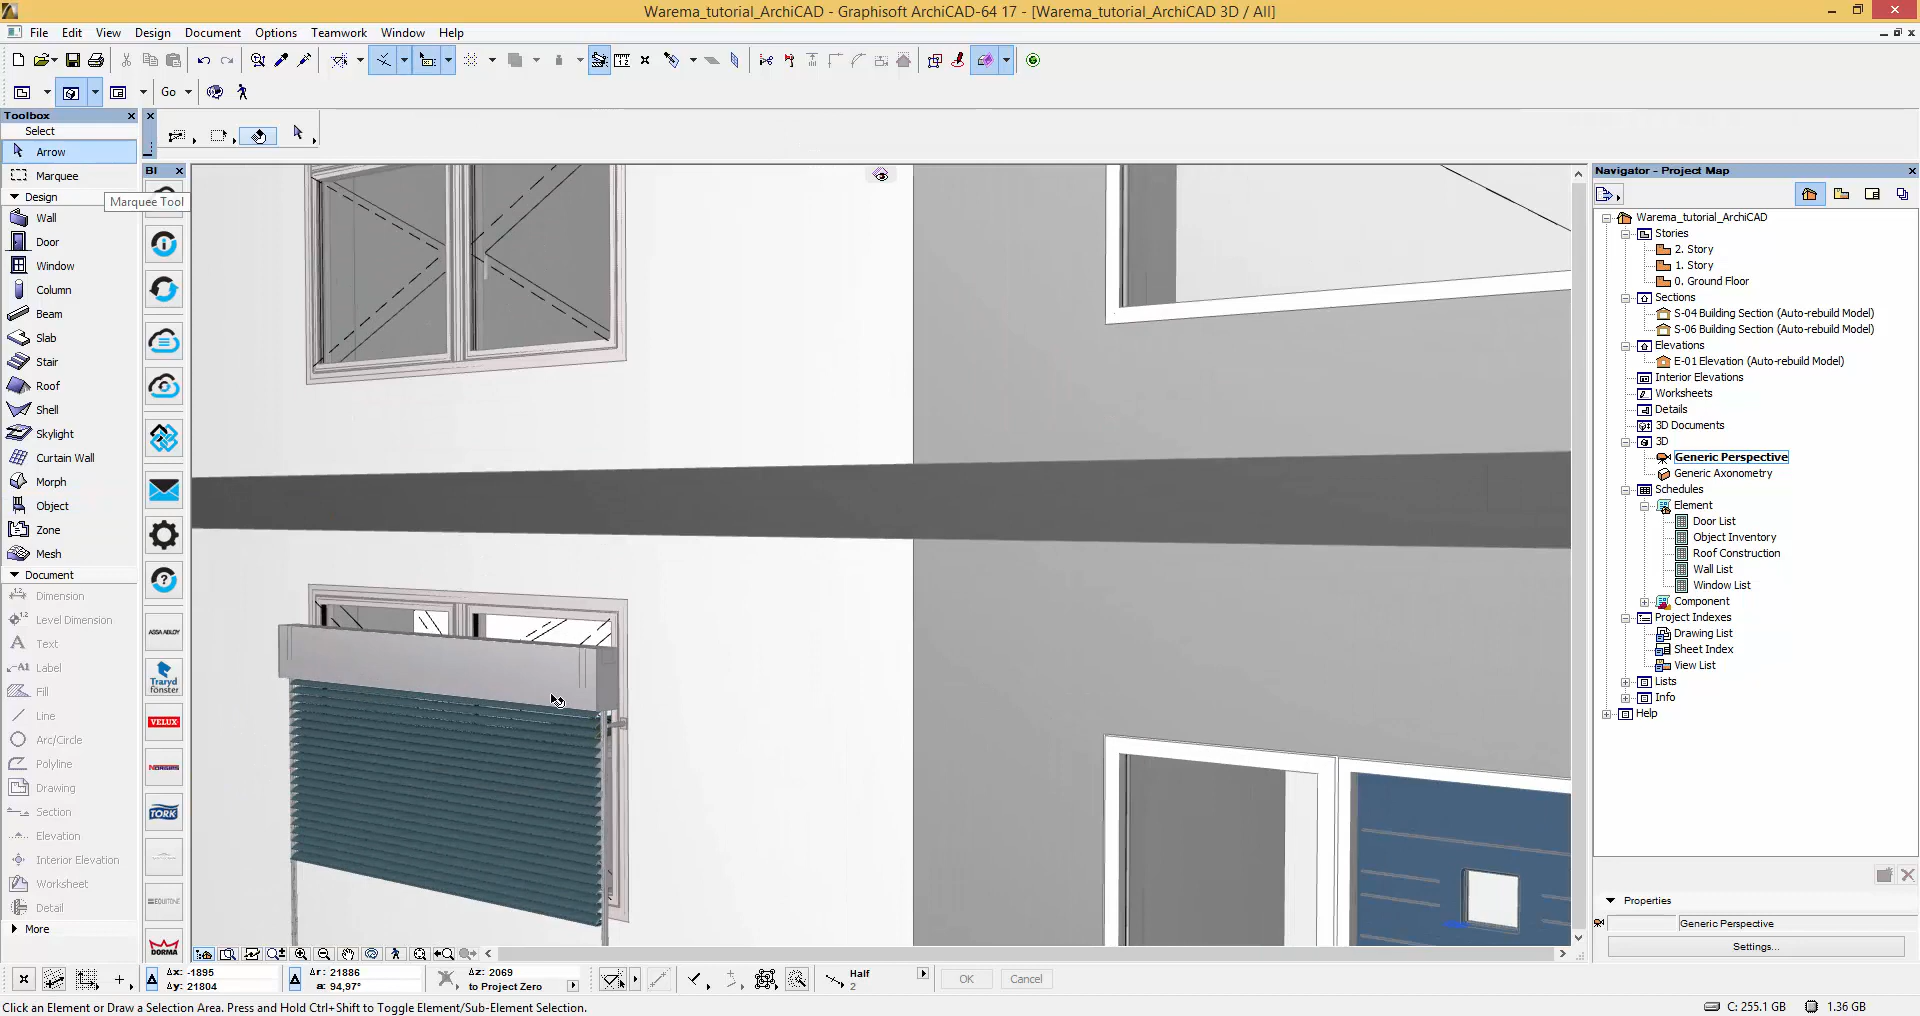 Warema_tutorial_ArchiCAD - Graphisoft ArchiCAD-64 17 - [Warema_tutorial_ArchiCAD 3D / All]
File Edit View Design Document Options Teamwork Window Help
Go
Toolbox
Select
Arrow
Marquee
Marquee Tool
Design
Wall
Door
Window
Column
Beam
Slab
Stair
Roof
Shell
Skylight
Curtain Wall
Morph
Object
Zone
Mesh
Document
Dimension
Level Dimension
Text
Label
Fill
Line
Arc/Circle
Polyline
Drawing
Section
Elevation
Interior Elevation
Worksheet
Detail
More
BI
ASSA ABLOY
Traryd
fönster
VELUX
NORGIPS
TORK
EQUITONE
DORMA
Navigator - Project Map
Warema_tutorial_ArchiCAD
Stories
2. Story
1. Story
0. Ground Floor
Sections
S-04 Building Section (Auto-rebuild Model)
S-06 Building Section (Auto-rebuild Model)
Elevations
E-01 Elevation (Auto-rebuild Model)
Interior Elevations
Worksheets
Details
3D Documents
3D
Generic Perspective
Generic Axonometry
Schedules
Element
Door List
Object Inventory
Roof Construction
Wall List
Window List
Component
Project Indexes
Drawing List
Sheet Index
View List
Lists
Info
Help
Properties
Generic Perspective
Settings...
Δx: -1895
Δy: 21804
Δr: 21886
a: 94,97°
Δz: 2069
to Project Zero
Half
2
OK
Cancel
Click an Element or Draw a Selection Area. Press and Hold Ctrl+Shift to Toggle Element/Sub-Element Selection.
C: 255.1 GB
1.36 GB